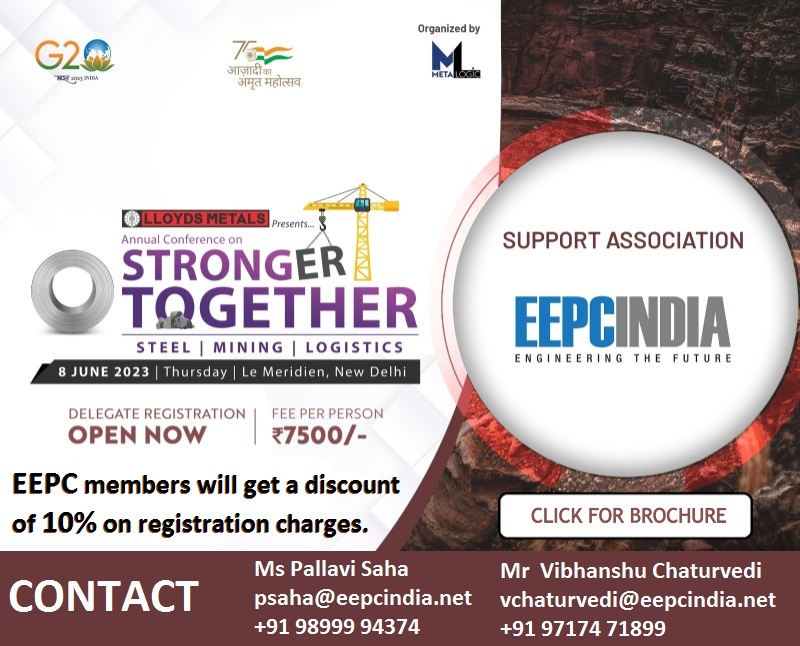 G20
2023 INDIA
75
आज़ादी का
अमृत महोत्सव
Organized by
METALOGIC
LLOYDS METALS Presents...
Annual Conference on
STRONGER
TOGETHER
STEEL | MINING | LOGISTICS
8 JUNE 2023 | Thursday | Le Meridien, New Delhi
DELEGATE REGISTRATION
OPEN NOW
FEE PER PERSON
₹7500/-
EEPC members will get a discount
of 10% on registration charges.
SUPPORT ASSOCIATION
EEPCINDIA
ENGINEERING THE FUTURE
CLICK FOR BROCHURE
CONTACT
Ms Pallavi Saha
psaha@eepcindia.net
+91 98999 94374
Mr Vibhanshu Chaturvedi
vchaturvedi@eepcindia.net
+91 97174 71899